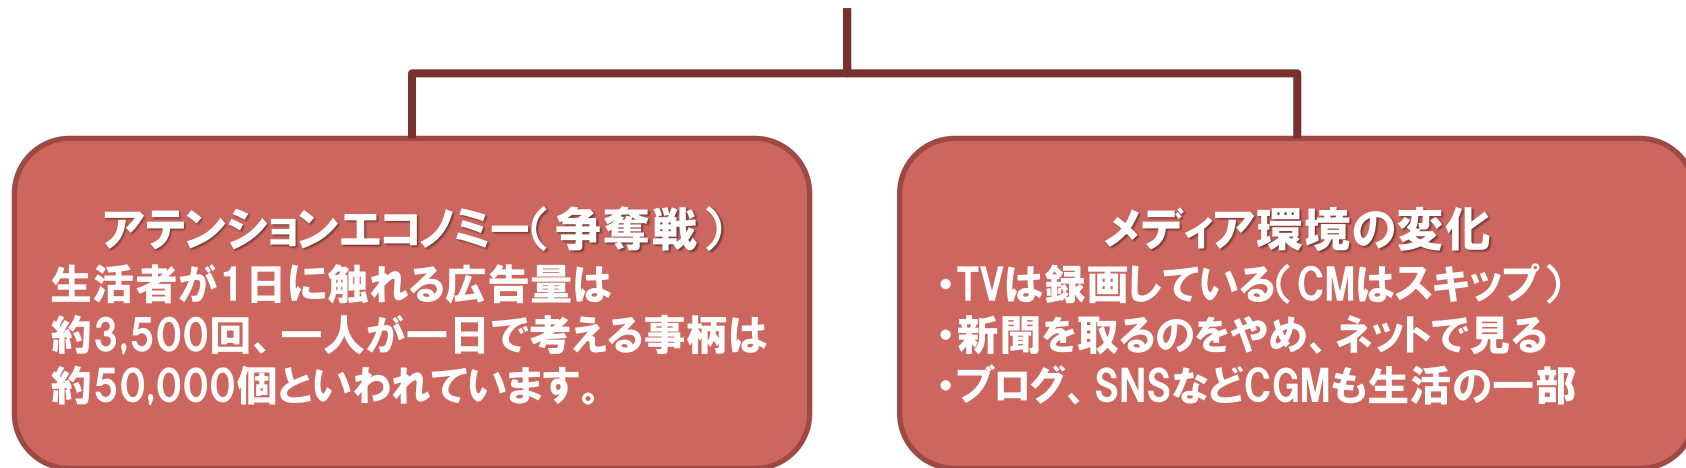 アテンションエコノミー(争奪戦)
生活者が1日に触れる広告量は
約3,500回、一人が一日で考える事柄は
約50,000個といわれています。
メディア環境の変化
・TVは録画している(CMはスキップ)
・新聞を取るのをやめ、ネットで見る
・ブログ、SNSなどCGMも生活の一部